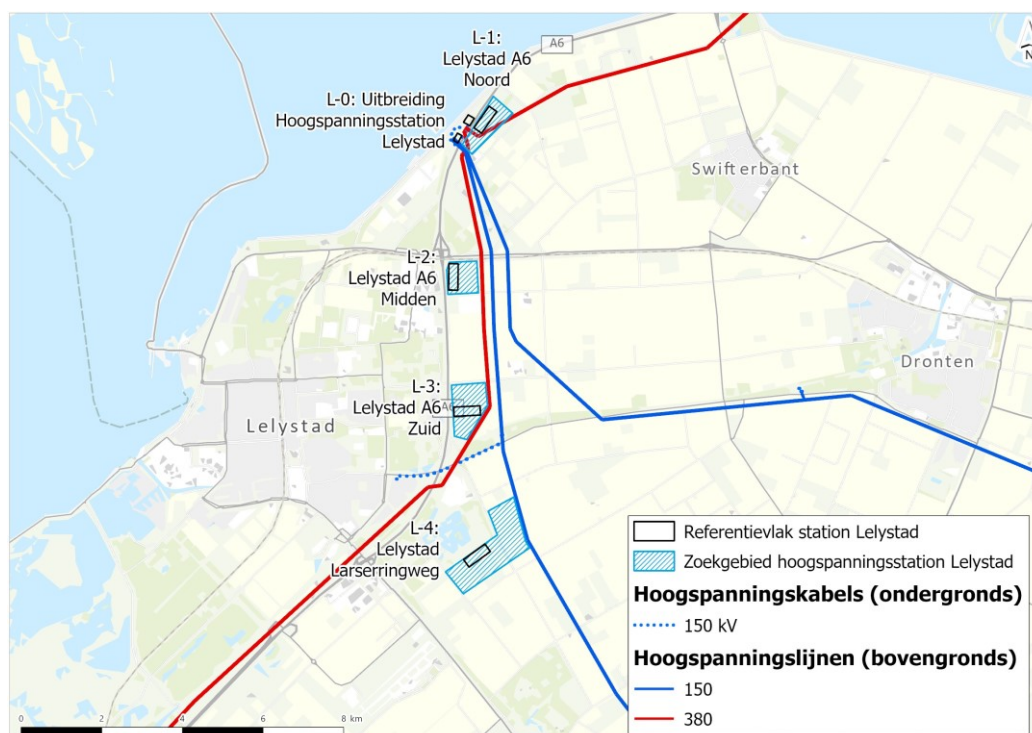 L-1:
Lelystad A6
Noord
A6
N
L-0: Uitbreiding
Hoogspanningsstation
Lelystad
Swifterbant
L-2:
Lelystad A6
Midden
Dronten
L-3:
Lelystad A6
Zuid
A6
Lelystad
L-4:
Lelystad
Larserringweg
Referentievlak station Lelystad
Zoekgebied hoogspanningsstation Lelystad
Hoogspanningskabels (ondergronds)
150 kV
Hoogspanningslijnen (bovengronds)
150
380
0 2 4 6 8 km